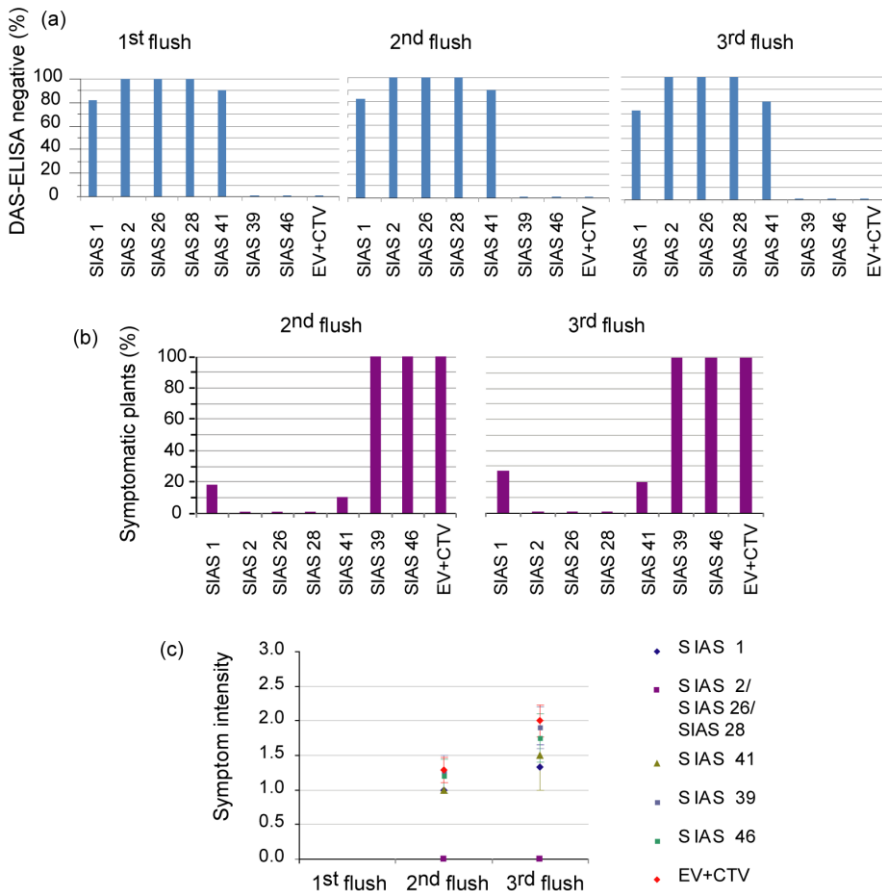 (a)
1st flush
2nd flush
3rd flush
DAS-ELISA negative (%)
100
80
60
40
20
0
SIAS 1
SIAS 2
SIAS 26
SIAS 28
SIAS 41
SIAS 39
SIAS 46
EV+CTV
SIAS 1
SIAS 2
SIAS 26
SIAS 28
SIAS 41
SIAS 39
SIAS 46
EV+CTV
SIAS 1
SIAS 2
SIAS 26
SIAS 28
SIAS 41
SIAS 39
SIAS 46
EV+CTV
(b)
2nd flush
3rd flush
Symptomatic plants (%)
100
80
60
40
20
0
SIAS 1
SIAS 2
SIAS 26
SIAS 28
SIAS 41
SIAS 39
SIAS 46
EV+CTV
SIAS 1
SIAS 2
SIAS 26
SIAS 28
SIAS 41
SIAS 39
SIAS 46
EV+CTV
(c)
Symptom intensity
3.0
2.5
2.0
1.5
1.0
0.5
0.0
1st flush
2nd flush
3rd flush
SIAS 1
SIAS 2/
SIAS 26/
SIAS 28
SIAS 41
SIAS 39
SIAS 46
EV+CTV